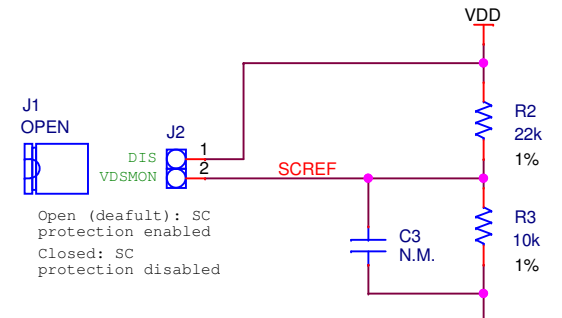 VDD
J1
OPEN
J2
1
DIS
2
VDSMON
SCREF
R2
22k
1%
C3
N.M.
R3
10k
1%
Open (deafult): SC
protection enabled
Closed: SC
protection disabled